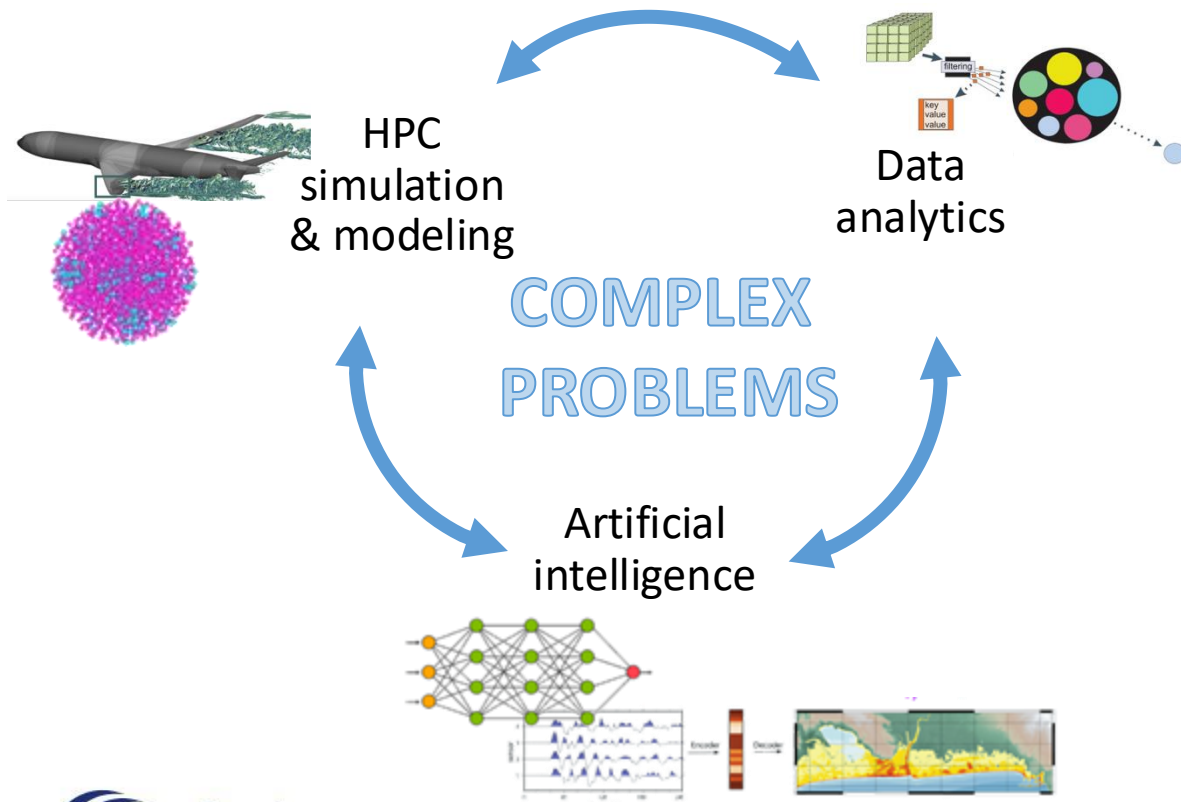 filtering
key
value
value
HPC
simulation
& modeling
Data
analytics
COMPLEX
PROBLEMS
Artificial
intelligence
Encoder
Decoder